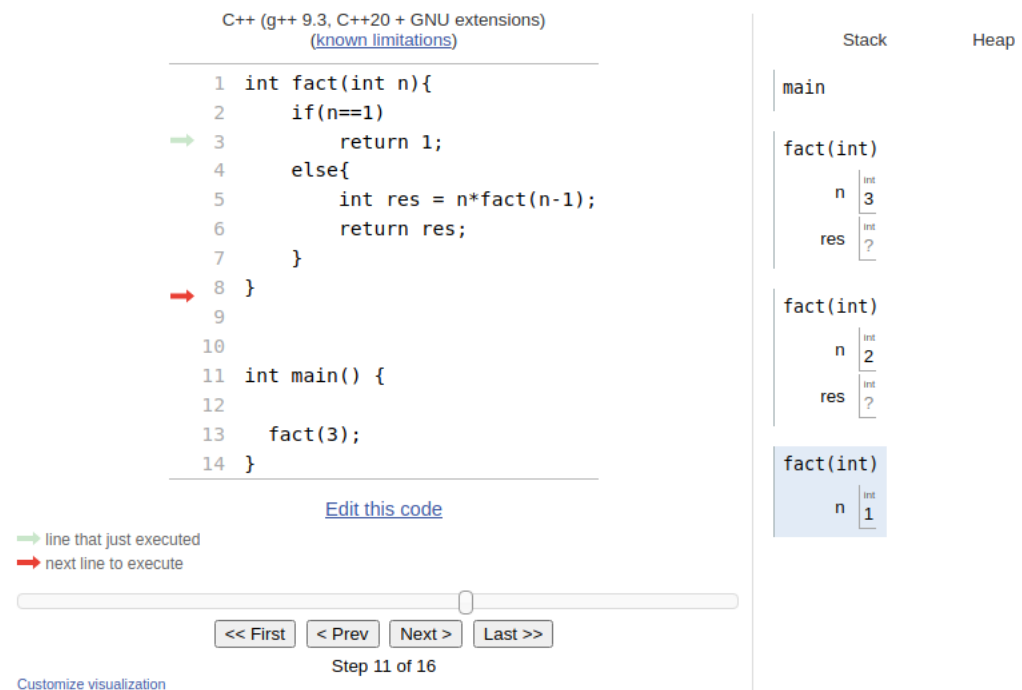 C++ (g++ 9.3, C++20 + GNU extensions)
(known limitations)
1 int fact(int n){
2     if(n==1)
3         return 1;
4     else{
5         int res = n*fact(n-1);
6         return res;
7     }
8 }
9
10
11 int main() {
12
13   fact(3);
14 }
Edit this code
line that just executed
next line to execute
<< First < Prev Next > Last >>
Step 11 of 16
Customize visualization
Stack Heap
main
fact(int)
int
n 3
int
res ?
fact(int)
int
n 2
int
res ?
fact(int)
int
n 1